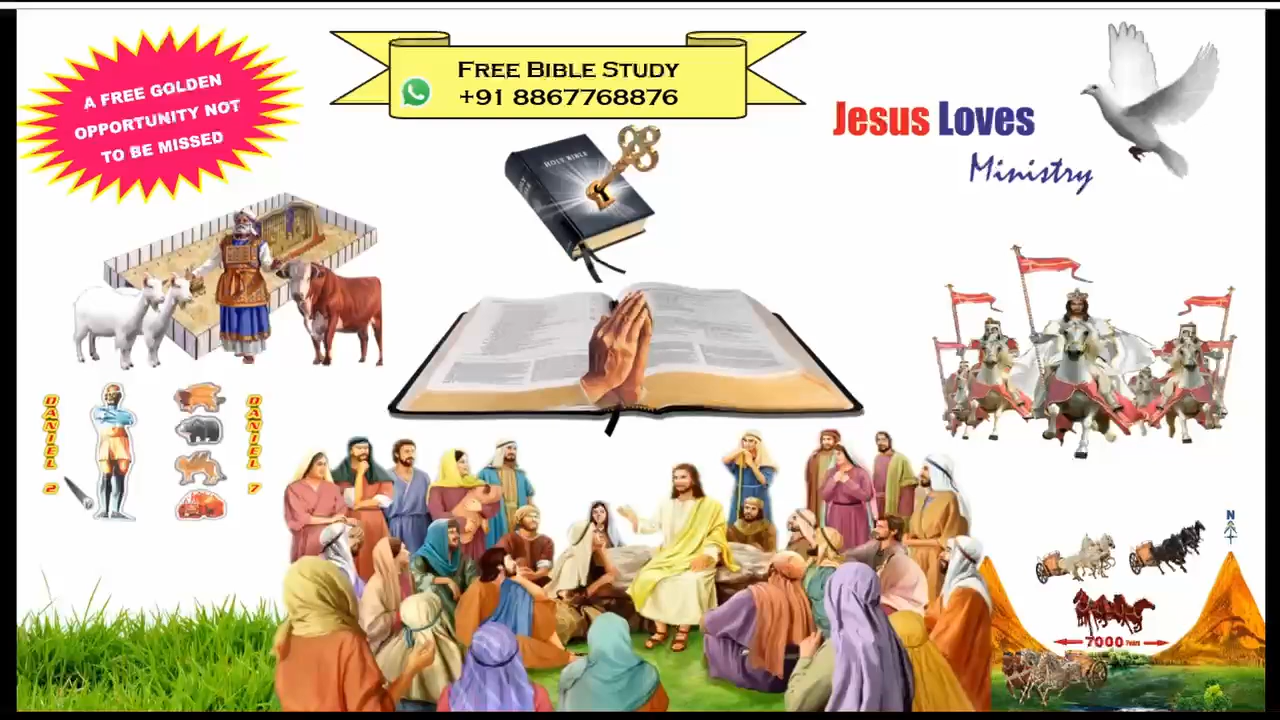 A FREE GOLDEN
OPPORTUNITY NOT
TO BE MISSED
FREE BIBLE STUDY
+91 8867768876
Jesus Loves
Ministry
HOLY BIBLE
DANIEL 2
DANIEL 7
N
7000 Years